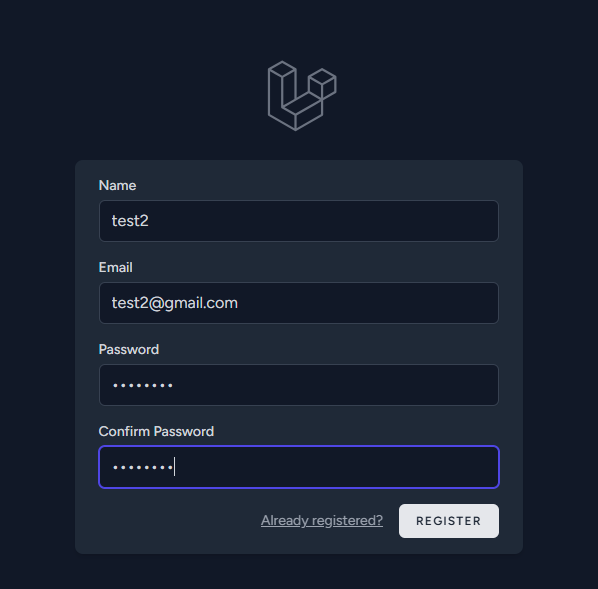 Name
test2
Email
test2@gmail.com
Password
••••••••
Confirm Password
••••••••
Already registered? REGISTER